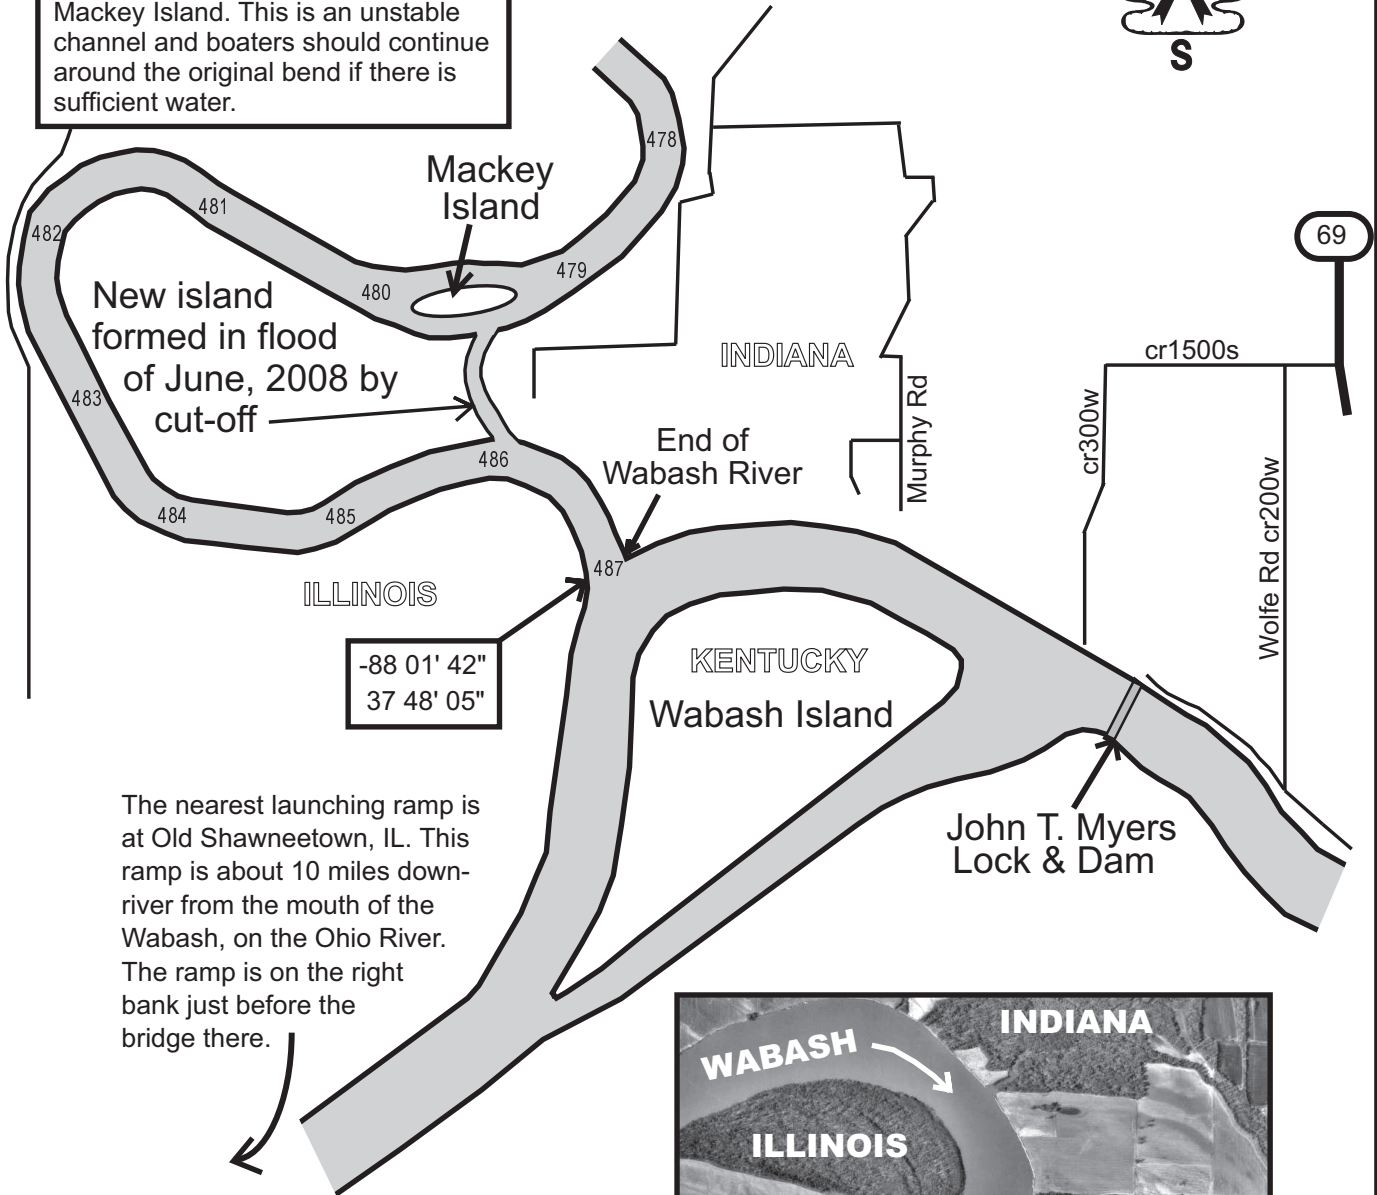 Mackey Island. This is an unstable
channel and boaters should continue
around the original bend if there is
sufficient water.
S
478
Mackey
Island
481
482
479
480
69
New island
formed in flood
of June, 2008 by
cut-off
INDIANA
cr1500s
483
cr300w
Murphy Rd
End of
Wabash River
486
Wolfe Rd cr200w
484
485
487
ILLINOIS
-88 01' 42"
37 48' 05"
KENTUCKY
Wabash Island
The nearest launching ramp is
at Old Shawneetown, IL. This
ramp is about 10 miles down-
river from the mouth of the
Wabash, on the Ohio River.
The ramp is on the right
bank just before the
bridge there.
John T. Myers
Lock & Dam
INDIANA
WABASH
ILLINOIS